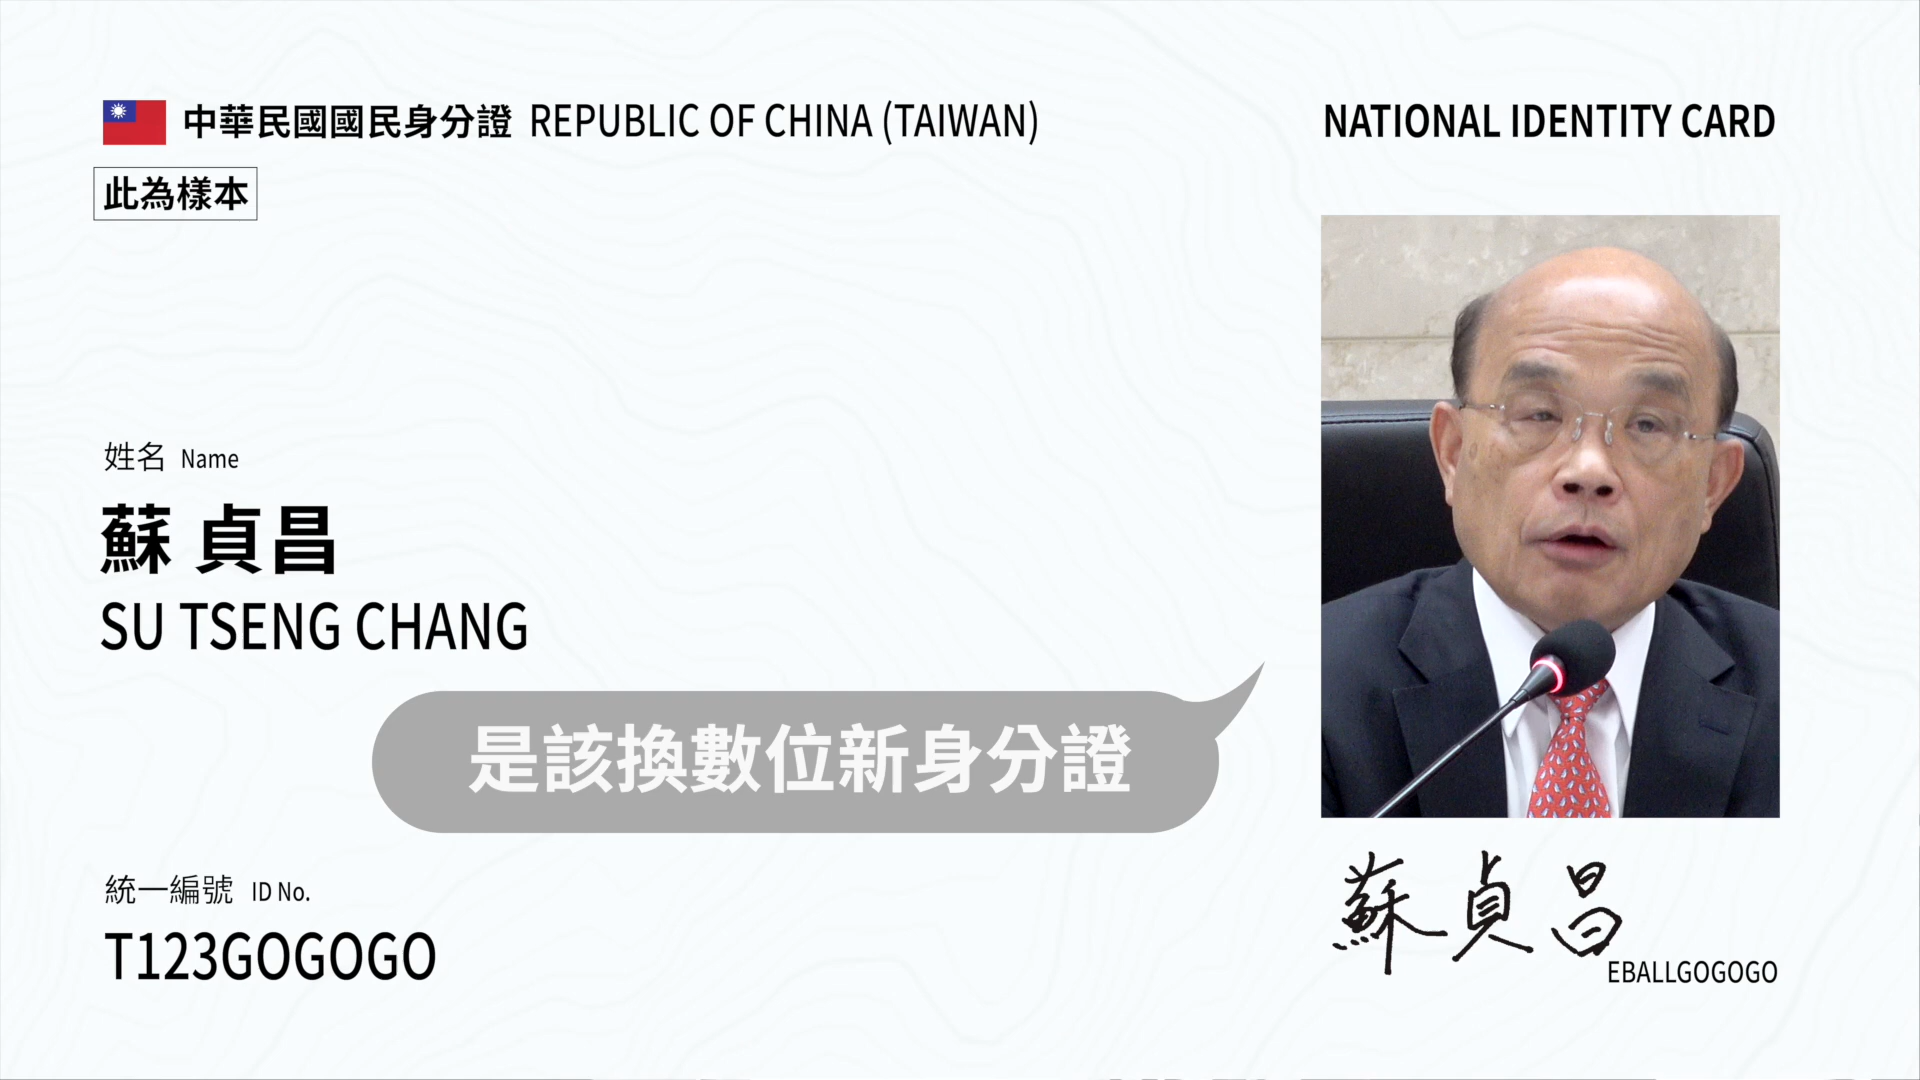 中華民國國民身分證 REPUBLIC OF CHINA (TAIWAN)
NATIONAL IDENTITY CARD
此為樣本
姓名 Name
蘇 貞昌
SU TSENG CHANG
是該換數位新身分證
統一編號 ID No.
T123GOGOGO
蘇貞昌
EBALLGOGOGO